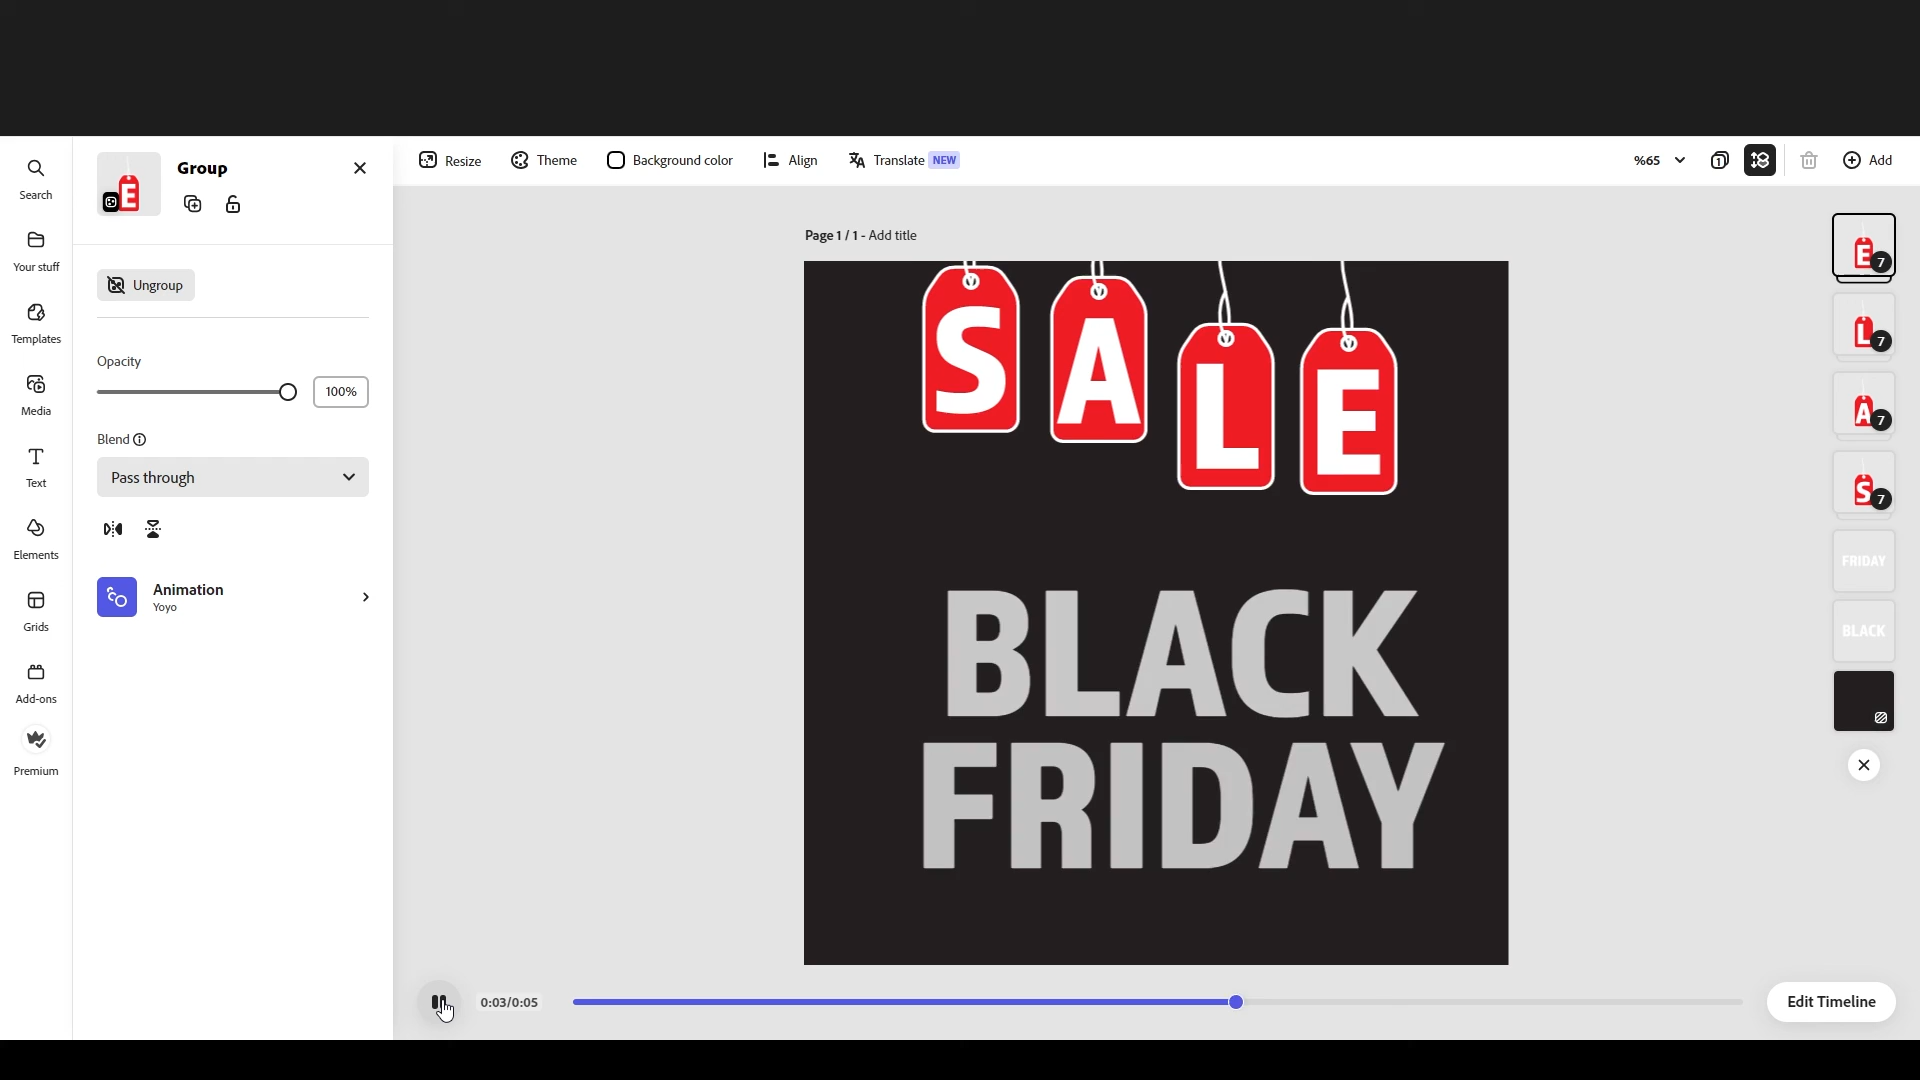 Search
Your stuff
Templates
Media
Text
Elements
Grids
Add-ons
Premium
E
Group
Ungroup
Opacity
100%
Blend
Pass through
Animation
Yoyo
Resize
Theme
Background color
Align
Translate NEW
%65
1
Add
Page 1 / 1 - Add title
SALE
BLACK
FRIDAY
E 7
L 7
A 7
S 7
FRIDAY
BLACK
0:03/0:05
Edit Timeline